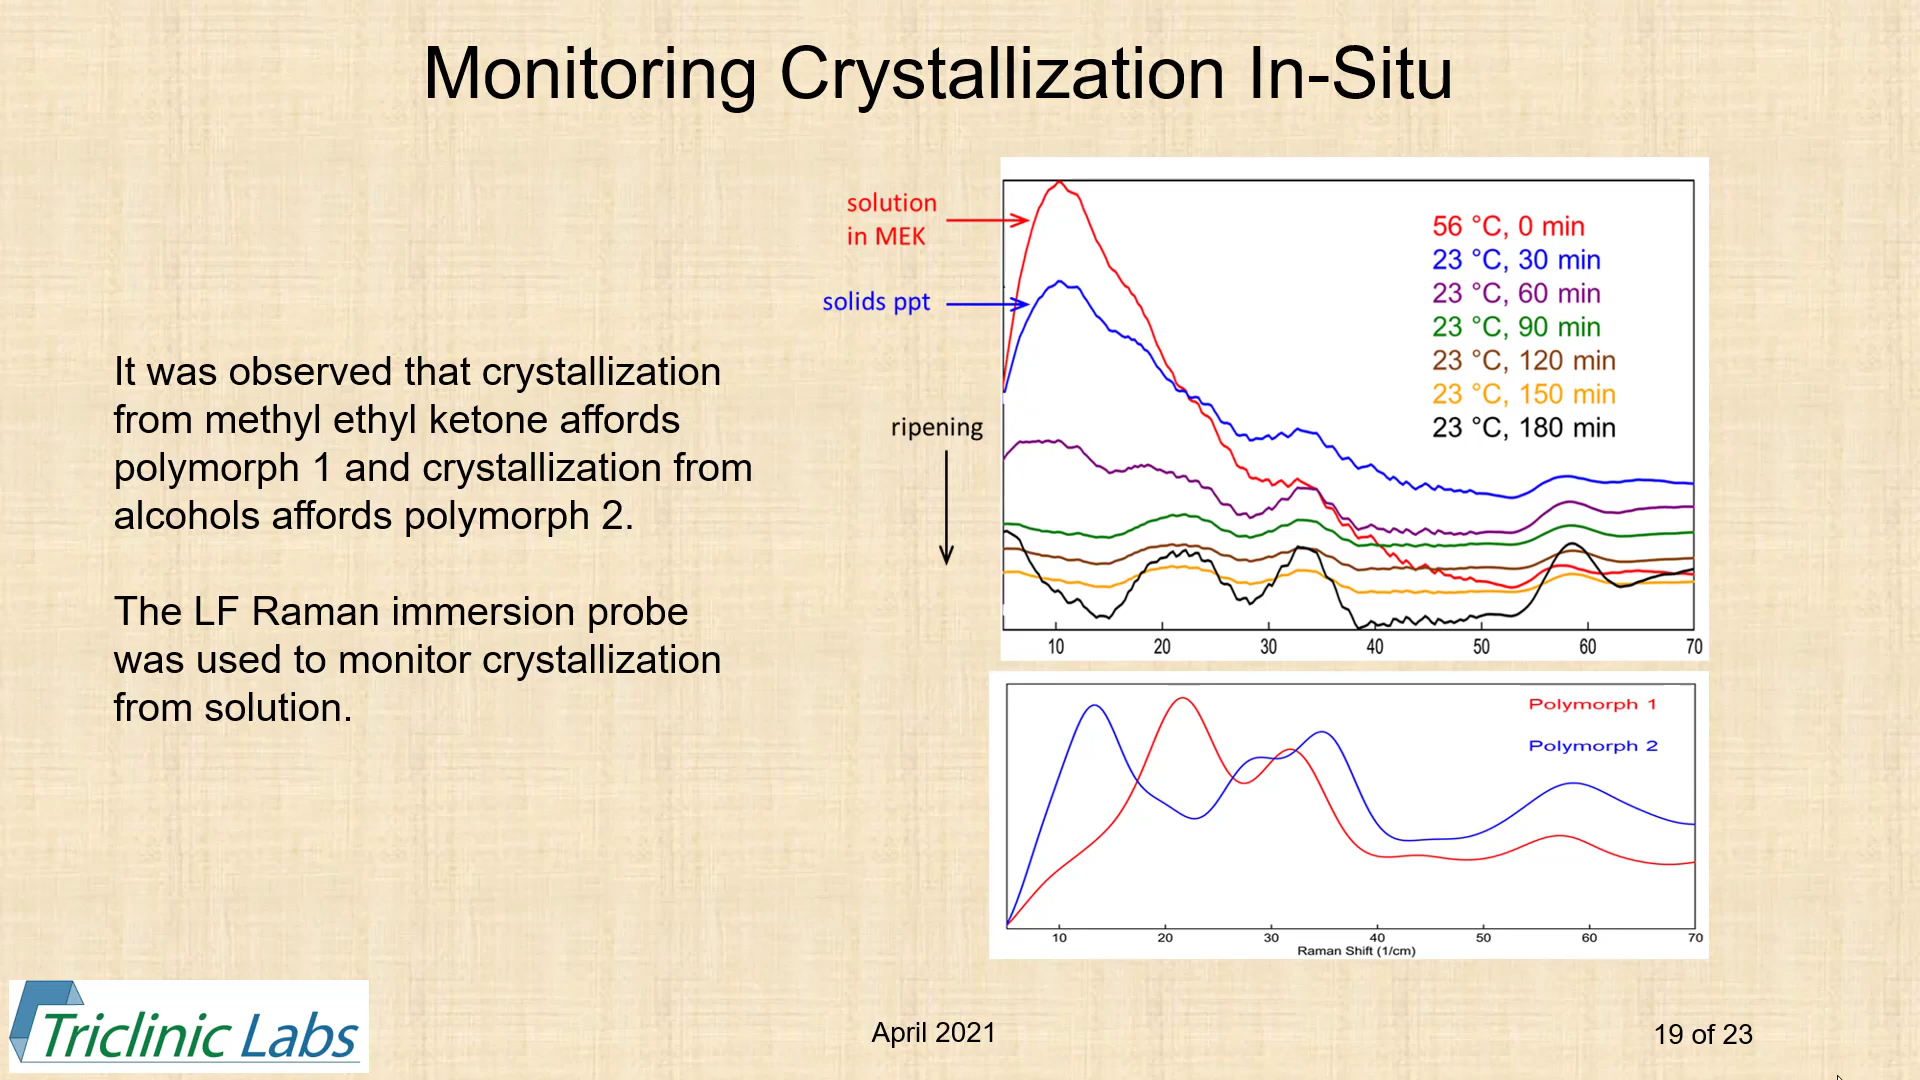 Monitoring Crystallization In-Situ
It was observed that crystallization
from methyl ethyl ketone affords
polymorph 1 and crystallization from
alcohols affords polymorph 2.
The LF Raman immersion probe
was used to monitor crystallization
from solution.
solution
in MEK
solids ppt
ripening
56 °C, 0 min
23 °C, 30 min
23 °C, 60 min
23 °C, 90 min
23 °C, 120 min
23 °C, 150 min
23 °C, 180 min
10 20 30 40 50 60 70
Polymorph 1
Polymorph 2
10 20 30 40 50 60 70
Raman Shift (1/cm)
Triclinic Labs
April 2021
19 of 23